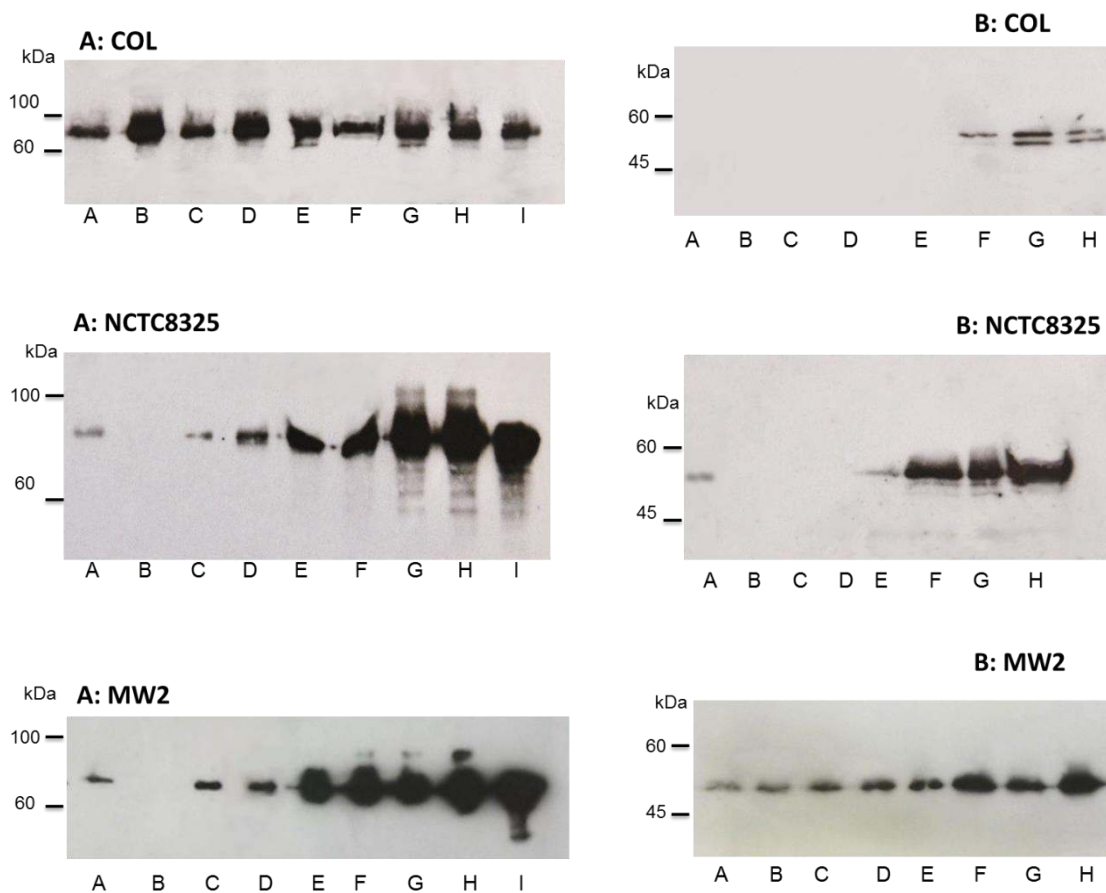 A: COL
kDa
100
60
A B C D E F G H I
B: COL
kDa
60
45
A B C D E F G H
A: NCTC8325
kDa
100
60
A B C D E F G H I
B: NCTC8325
kDa
60
45
A B C D E F G H
A: MW2
kDa
100
60
A B C D E F G H I
B: MW2
kDa
60
45
A B C D E F G H